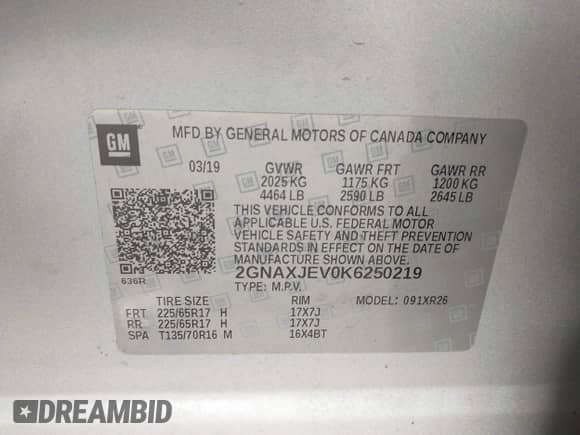 GM
MFD BY GENERAL MOTORS OF CANADA COMPANY
03/19 GVWR GAWR FRT GAWR RR
2025 KG 1175 KG 1200 KG
4464 LB 2590 LB 2645 LB
THIS VEHICLE CONFORMS TO ALL
APPLICABLE U.S. FEDERAL MOTOR
VEHICLE SAFETY AND THEFT PREVENTION
STANDARDS IN EFFECT ON THE DATE OF
MANUFACTURE SHOWN ABOVE.
2GNAXJEV0K6250219
636R
TYPE: M.P.V.
TIRE SIZE RIM MODEL: 091XR26
FRT 225/65R17 H 17X7J
RR 225/65R17 H 17X7J
SPA T135/70R16 M 16X4BT
DREAMBID